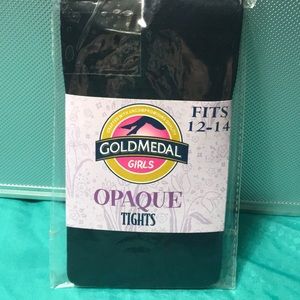 FITS
12-14
GOLDMEDAL
GIRLS
OPAQUE
TIGHTS